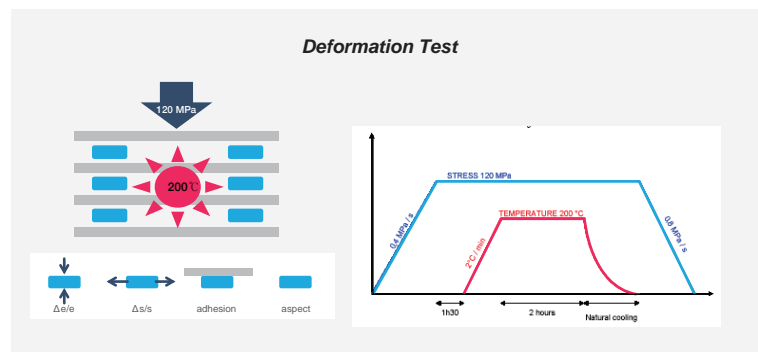 Deformation Test
120 MPa
200℃
Δe/e
Δs/s
adhesion
aspect
STRESS 120 MPa
TEMPERATURE 200 °C
0.4 MPa / s
2°C / min
0.8 MPa / s
1h30
2 hours
Natural cooling